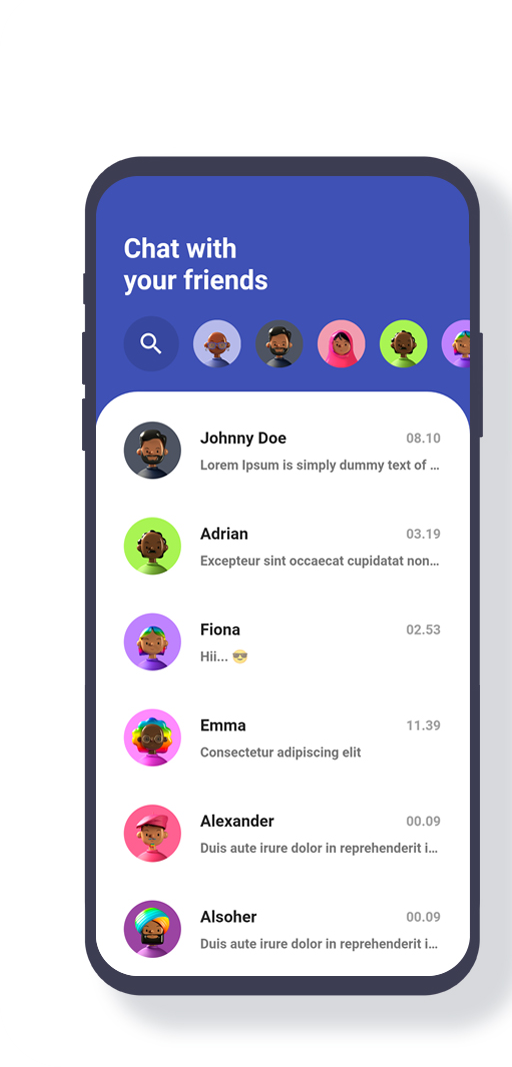 Chat with
your friends
Johnny Doe 08.10
Lorem Ipsum is simply dummy text of ...
Adrian 03.19
Excepteur sint occaecat cupidatat non...
Fiona 02.53
Hii... 😎
Emma 11.39
Consectetur adipiscing elit
Alexander 00.09
Duis aute irure dolor in reprehenderit i...
Alsoher 00.09
Duis aute irure dolor in reprehenderit i...